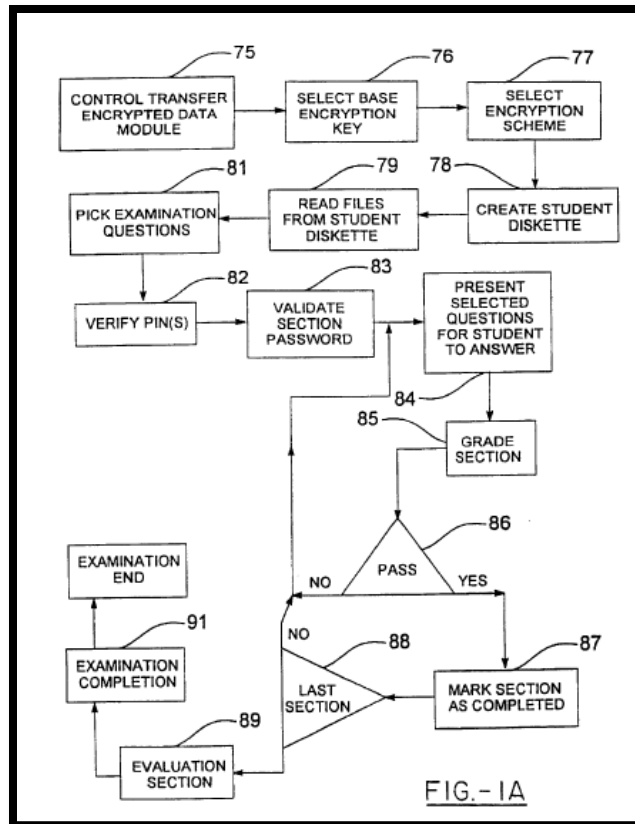 75
CONTROL TRANSFER
ENCRYPTED DATA
MODULE
76
SELECT BASE
ENCRYPTION
KEY
77
SELECT
ENCRYPTION
SCHEME
78
CREATE STUDENT
DISKETTE
79
READ FILES
FROM STUDENT
DISKETTE
81
PICK EXAMINATION
QUESTIONS
82
VERIFY PIN(S)
83
VALIDATE
SECTION
PASSWORD
PRESENT
SELECTED
QUESTIONS
FOR STUDENT
TO ANSWER
84
85
GRADE
SECTION
86
PASS
NO
YES
87
MARK SECTION
AS COMPLETED
88
LAST
SECTION
NO
89
EVALUATION
SECTION
91
EXAMINATION
COMPLETION
EXAMINATION
END
FIG.-1A